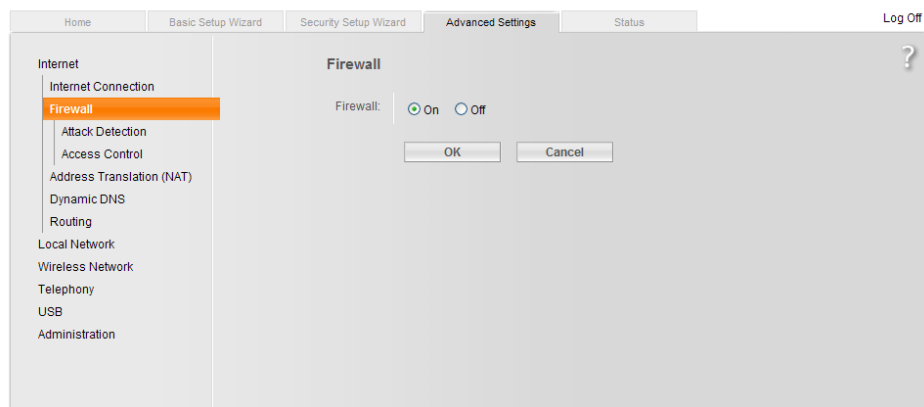 Home Basic Setup Wizard Security Setup Wizard Advanced Settings Status Log Off
?
Internet
Internet Connection
Firewall
Attack Detection
Access Control
Address Translation (NAT)
Dynamic DNS
Routing
Local Network
Wireless Network
Telephony
USB
Administration
Firewall
Firewall: On Off
OK Cancel